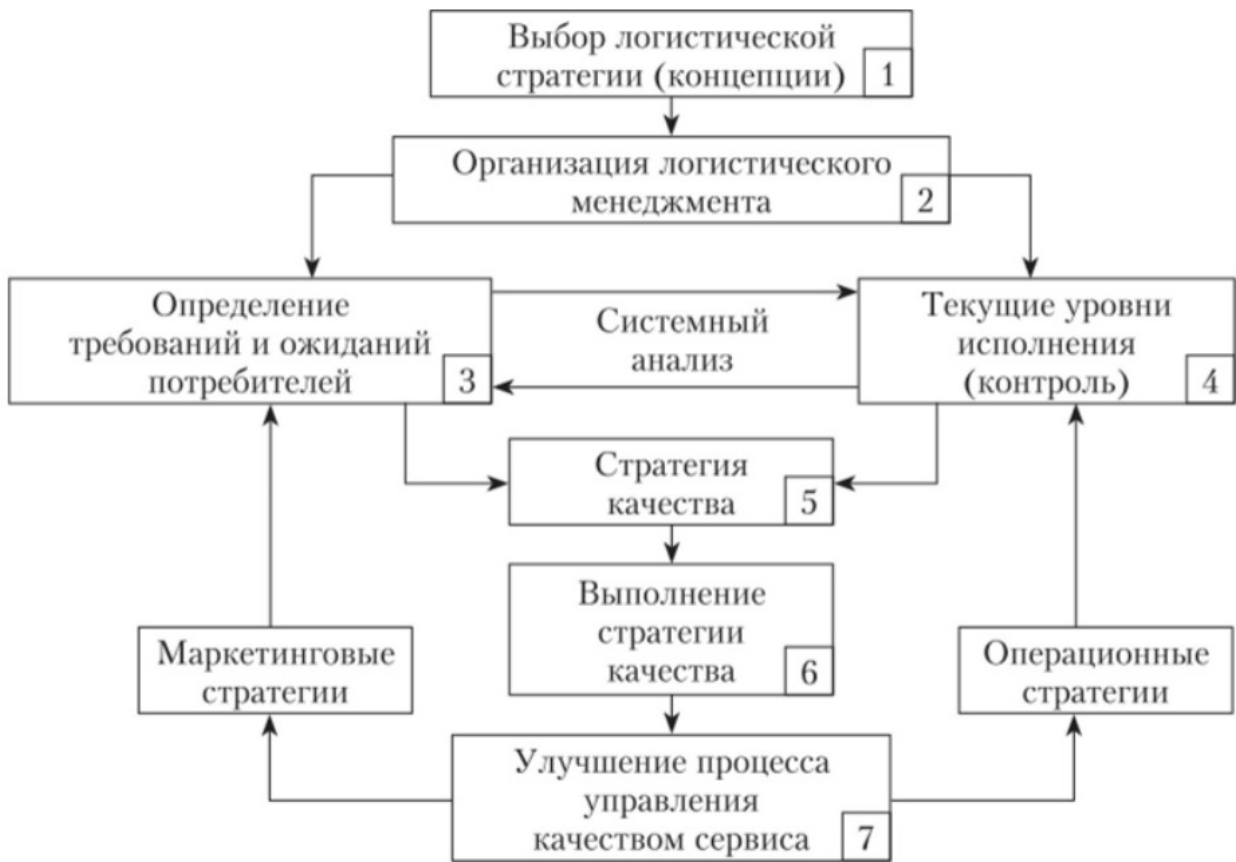 Выбор логистической
стратегии (концепции)
1
Организация логистического
менеджмента
2
Определение
требований и ожиданий
потребителей
3
Системный
анализ
Текущие уровни
исполнения
(контроль)
4
Стратегия
качества
5
Выполнение
стратегии
качества
6
Маркетинговые
стратегии
Операционные
стратегии
Улучшение процесса
управления
качеством сервиса
7